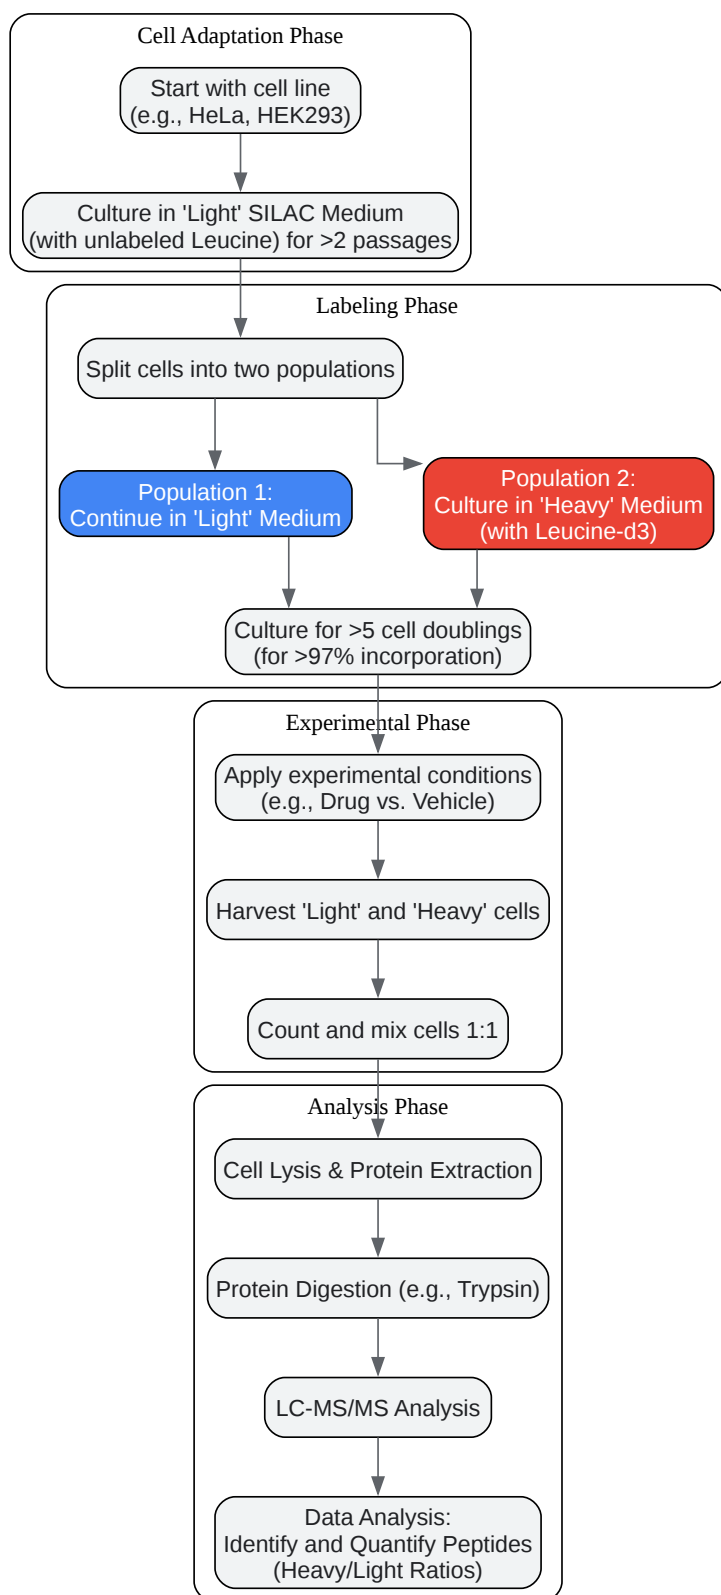 Cell Adaptation Phase
Start with cell line
(e.g., HeLa, HEK293)
Culture in 'Light' SILAC Medium
(with unlabeled Leucine) for >2 passages
Labeling Phase
Split cells into two populations
Population 1:
Continue in 'Light' Medium
Population 2:
Culture in 'Heavy' Medium
(with Leucine-d3)
Culture for >5 cell doublings
(for >97% incorporation)
Experimental Phase
Apply experimental conditions
(e.g., Drug vs. Vehicle)
Harvest 'Light' and 'Heavy' cells
Count and mix cells 1:1
Analysis Phase
Cell Lysis & Protein Extraction
Protein Digestion (e.g., Trypsin)
LC-MS/MS Analysis
Data Analysis:
Identify and Quantify Peptides
(Heavy/Light Ratios)